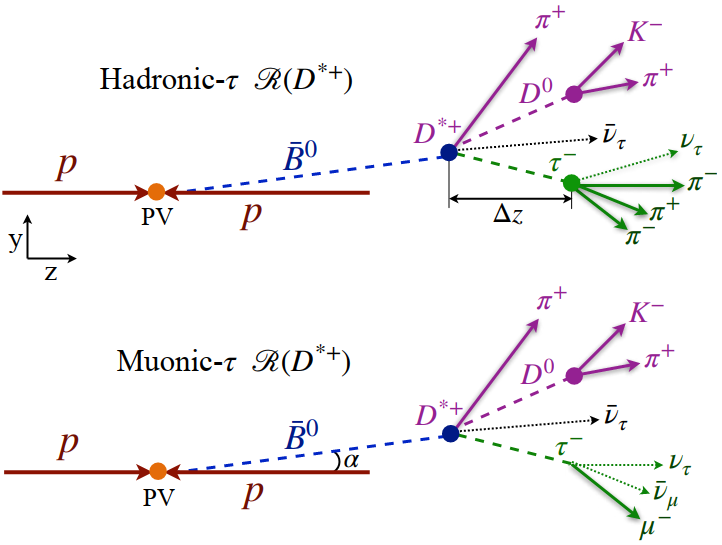 Hadronic-τ ℛ(D*+)
π+
K−
D0
π+
D*+
ν̄τ
B̄0
ντ
τ−
p
π−
PV
p
Δz
π+
π−
y
z
Muonic-τ ℛ(D*+)
π+
K−
D0
π+
D*+
ν̄τ
B̄0
τ−
p
α
ντ
PV
p
ν̄μ
μ−